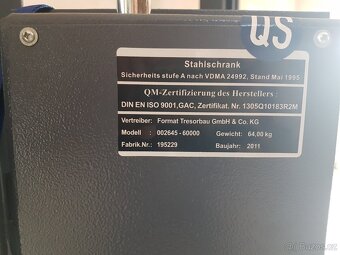 QS
Stahlschrank
Sicherheits stufe A nach VDMA 24992, Stand Mai 1995
QM-Zertifizierung des Herstellers:
DIN EN ISO 9001,GAC, Zertifikat. Nr. 1305Q10183R2M
Vertreiber: Format Tresorbau GmbH & Co. KG
Modell : 002645-60000 Gewicht: 64,00kg
Fabrik.Nr.: 195229 Baujahr: 2011